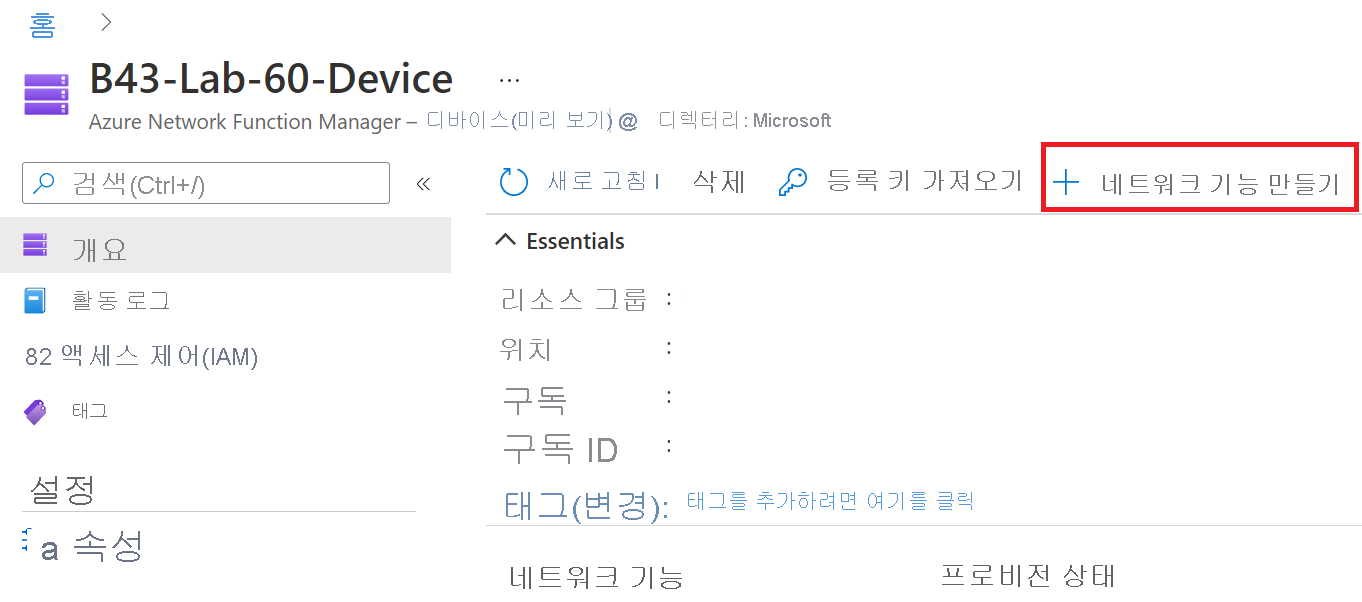 홈 >
B43-Lab-60-Device ...
Azure Network Function Manager – 디바이스(미리 보기) @ 디렉터리: Microsoft
검색(Ctrl+/) «
새로 고침 I 삭제 등록 키 가져오기 + 네트워크 기능 만들기
개요
활동 로그
82 액세스 제어(IAM)
태그
설정
a 속성
Essentials
리소스 그룹 :
위치 :
구독 :
구독 ID :
태그(변경): 태그를 추가하려면 여기를 클릭
네트워크 기능 프로비전 상태